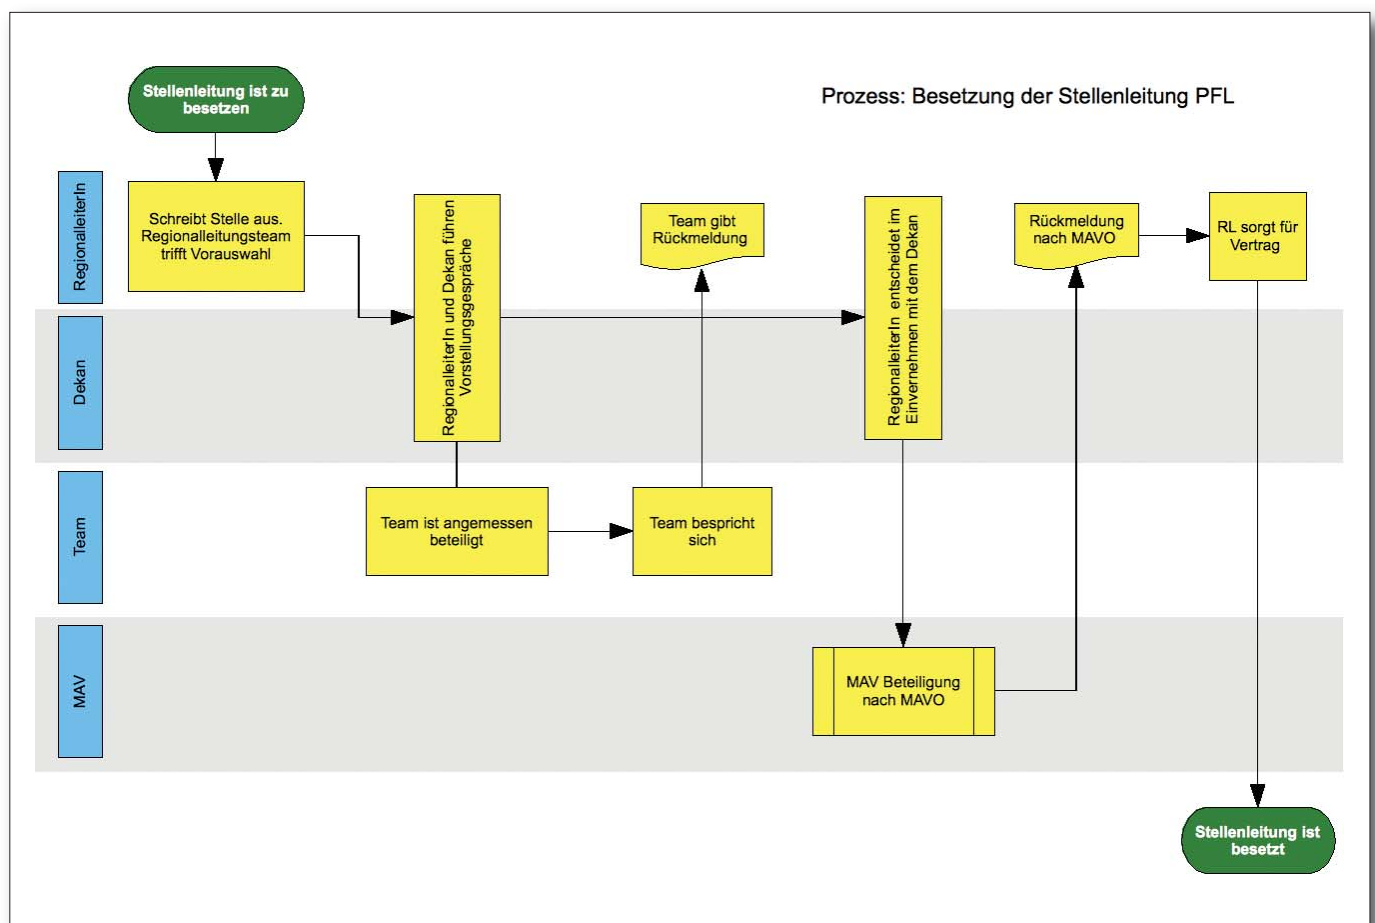 Prozess: Besetzung der Stellenleitung PFL
Stellenleitung ist zu
besetzen
RegionalleiterIn
Schreibt Stelle aus.
Regionalleitungsteam
trifft Vorauswahl
RegionalleiterIn und Dekan führen
Vorstellungsgespräche
Team gibt
Rückmeldung
RegionalleiterIn entscheidet im
Einvernehmen mit dem Dekan
Rückmeldung
nach MAVO
RL sorgt für
Vertrag
Dekan
Team
Team ist angemessen
beteiligt
Team bespricht
sich
MAV
MAV Beteiligung
nach MAVO
Stellenleitung ist
besetzt